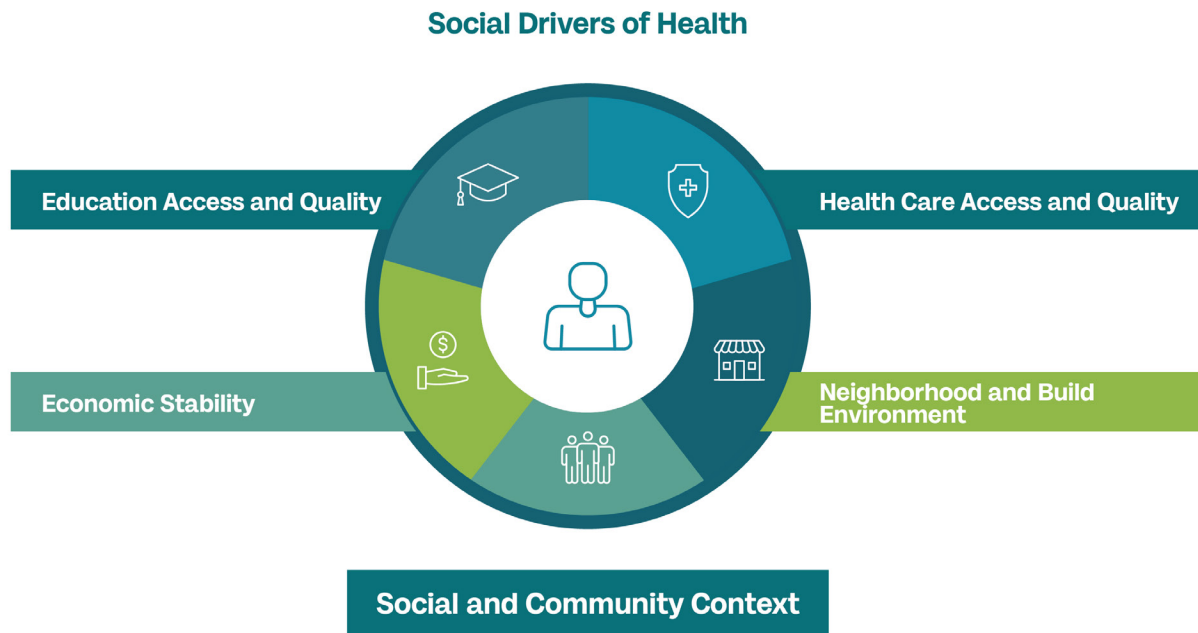 Social Drivers of Health
Education Access and Quality
Health Care Access and Quality
$
Economic Stability
Neighborhood and Build
Environment
Social and Community Context